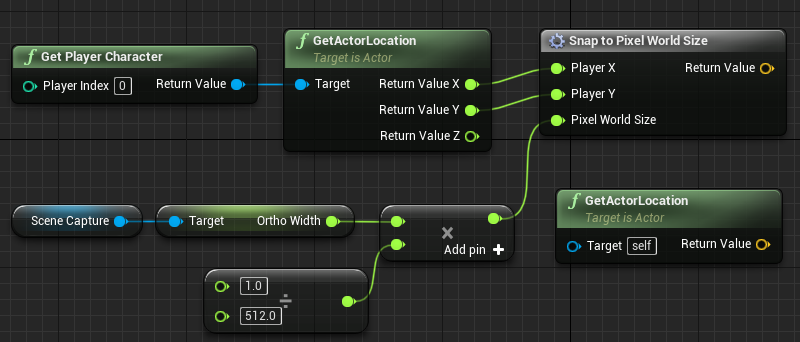 Get Player Character
Player Index 0 Return Value
GetActorLocation
Target is Actor
Target Return Value X
Return Value Y
Return Value Z
Snap to Pixel World Size
Player X Return Value
Player Y
Pixel World Size
Scene Capture
Target Ortho Width
×
Add pin +
1.0
÷
512.0
GetActorLocation
Target is Actor
Target self Return Value